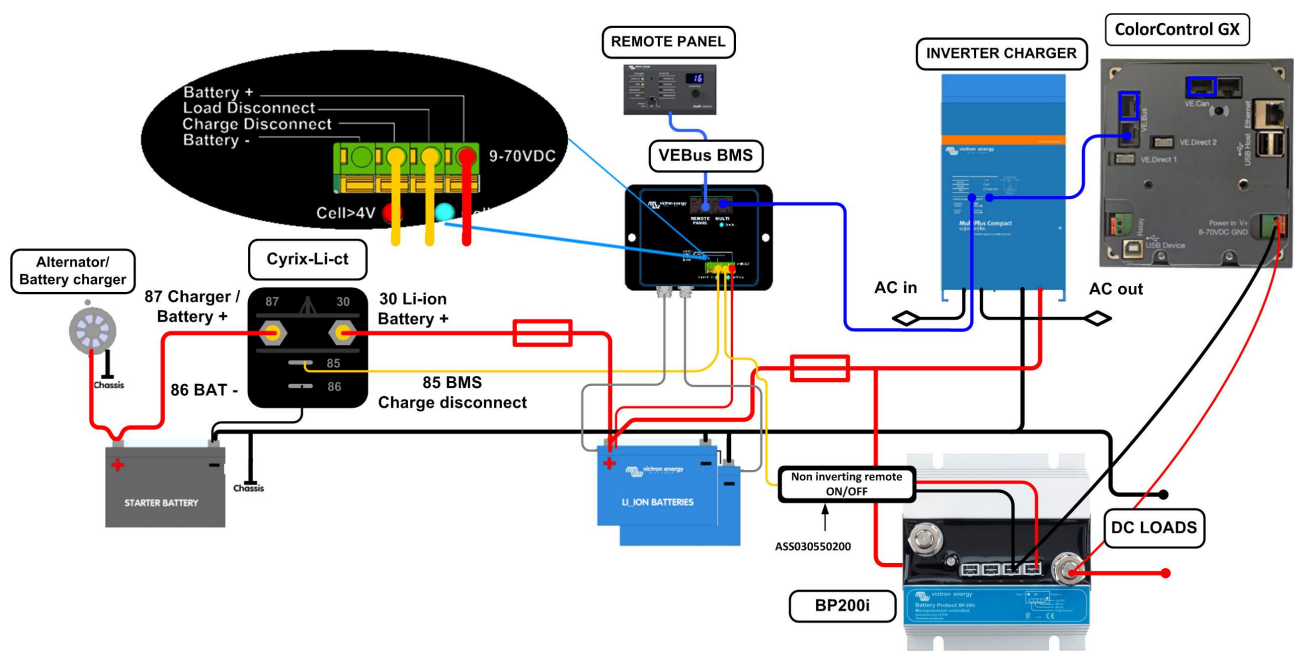 REMOTE PANEL
INVERTER CHARGER
ColorControl GX
Battery +
Load Disconnect
Charge Disconnect
Battery -
9-70VDC
Cell>4V
VEBus BMS
victron energy
REMOTE
PANEL
MULTI
victron energy
MultiPlus Compact
VE.Can
VE.Bus
Ethernet
VE.Direct 2
VE.Direct 1
USB Host
Relay
Power in V+
8-70VDC GND
USB Device
Alternator/
Battery charger
Cyrix-Li-ct
87 Charger /
Battery +
87
30
30 Li-ion
Battery +
85
86
86 BAT -
85 BMS
Charge disconnect
Chassis
AC in
AC out
+
-
STARTER BATTERY
Chassis
+
-
victron energy
LI_ION BATTERIES
-
Non inverting remote
ON/OFF
ASS030550200
DC LOADS
BP200i
victron energy
Battery Protect BP-200
Microprocessor controlled